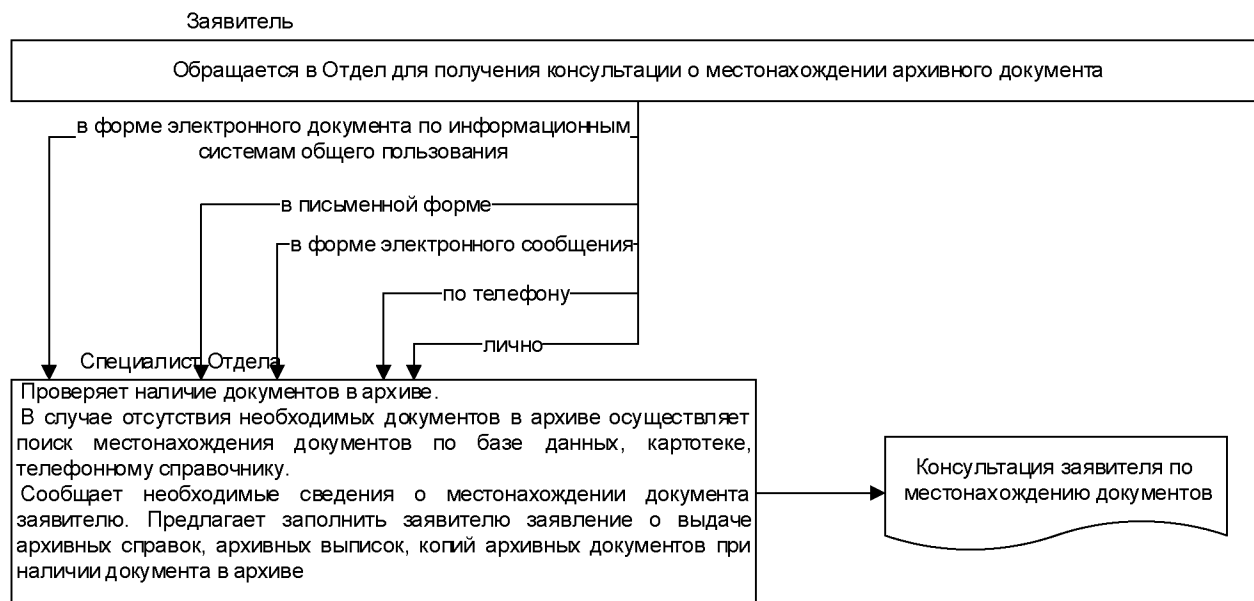 Заявитель
Обращается в Отдел для получения консультации о местонахождении архивного документа
в форме электронного документа по информационным
системам общего пользования
в письменной форме
в форме электронного сообщения
по телефону
лично
Специалист Отдела
Проверяет наличие документов в архиве.
В случае отсутствия необходимых документов в архиве осуществляет
поиск местонахождения документов по базе данных, картотеке,
телефонному справочнику.
Сообщает необходимые сведения о местонахождении документа
заявителю. Предлагает заполнить заявителю заявление о выдаче
архивных справок, архивных выписок, копий архивных документов при
наличии документа в архиве
Консультация заявителя по
местонахождению документов